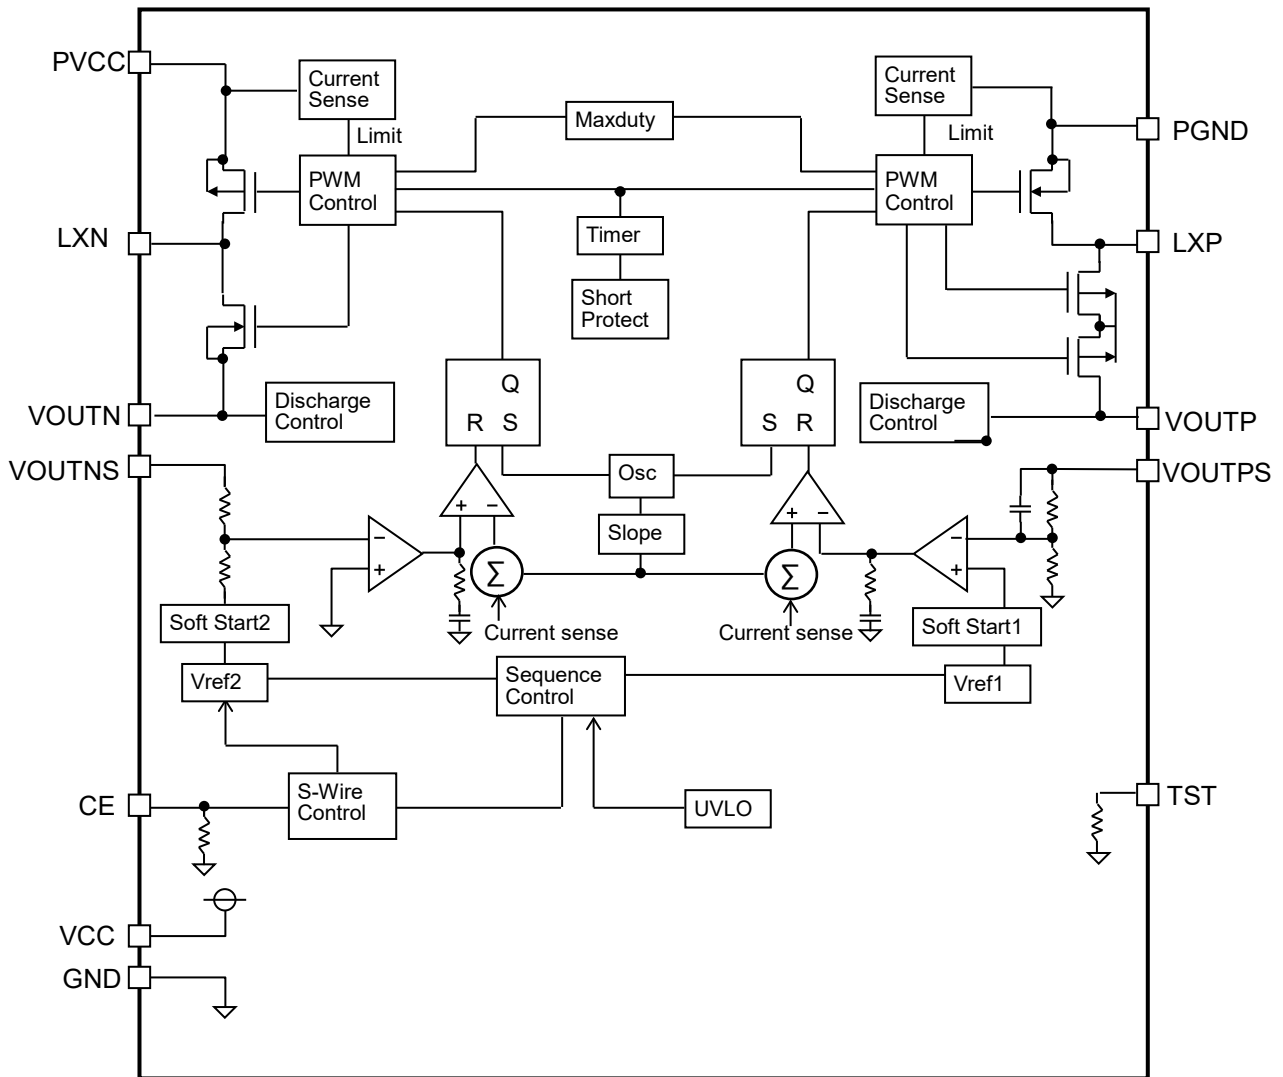 PVCC
Current
Sense
Limit
Maxduty
Current
Sense
Limit
PGND
PWM
Control
PWM
Control
LXN
Timer
LXP
Short
Protect
Q
R S
Q
S R
Discharge
Control
Discharge
Control
VOUTN
VOUTP
VOUTNS
VOUTPS
Osc
+ −
+ −
Slope
−
+
−
+
Σ
Σ
Soft Start2
Current sense
Current sense
Soft Start1
Vref2
Sequence
Control
Vref1
CE
S-Wire
Control
UVLO
TST
VCC
GND